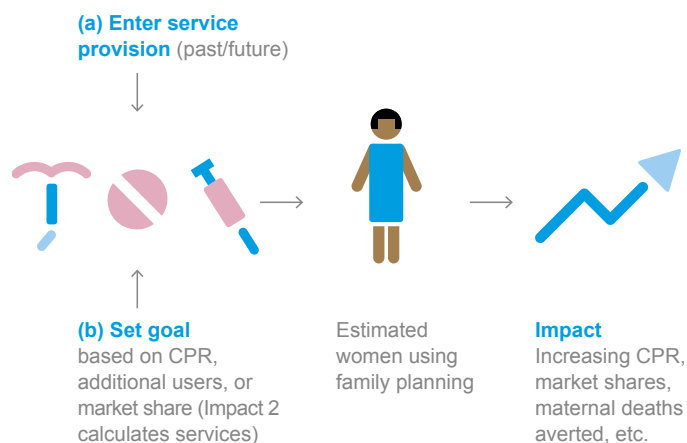 (a) Enter service
provision (past/future)
(b) Set goal
based on CPR,
additional users, or
market share (Impact 2
calculates services)
Estimated
women using
family planning
Impact
Increasing CPR,
market shares,
maternal deaths
averted, etc.